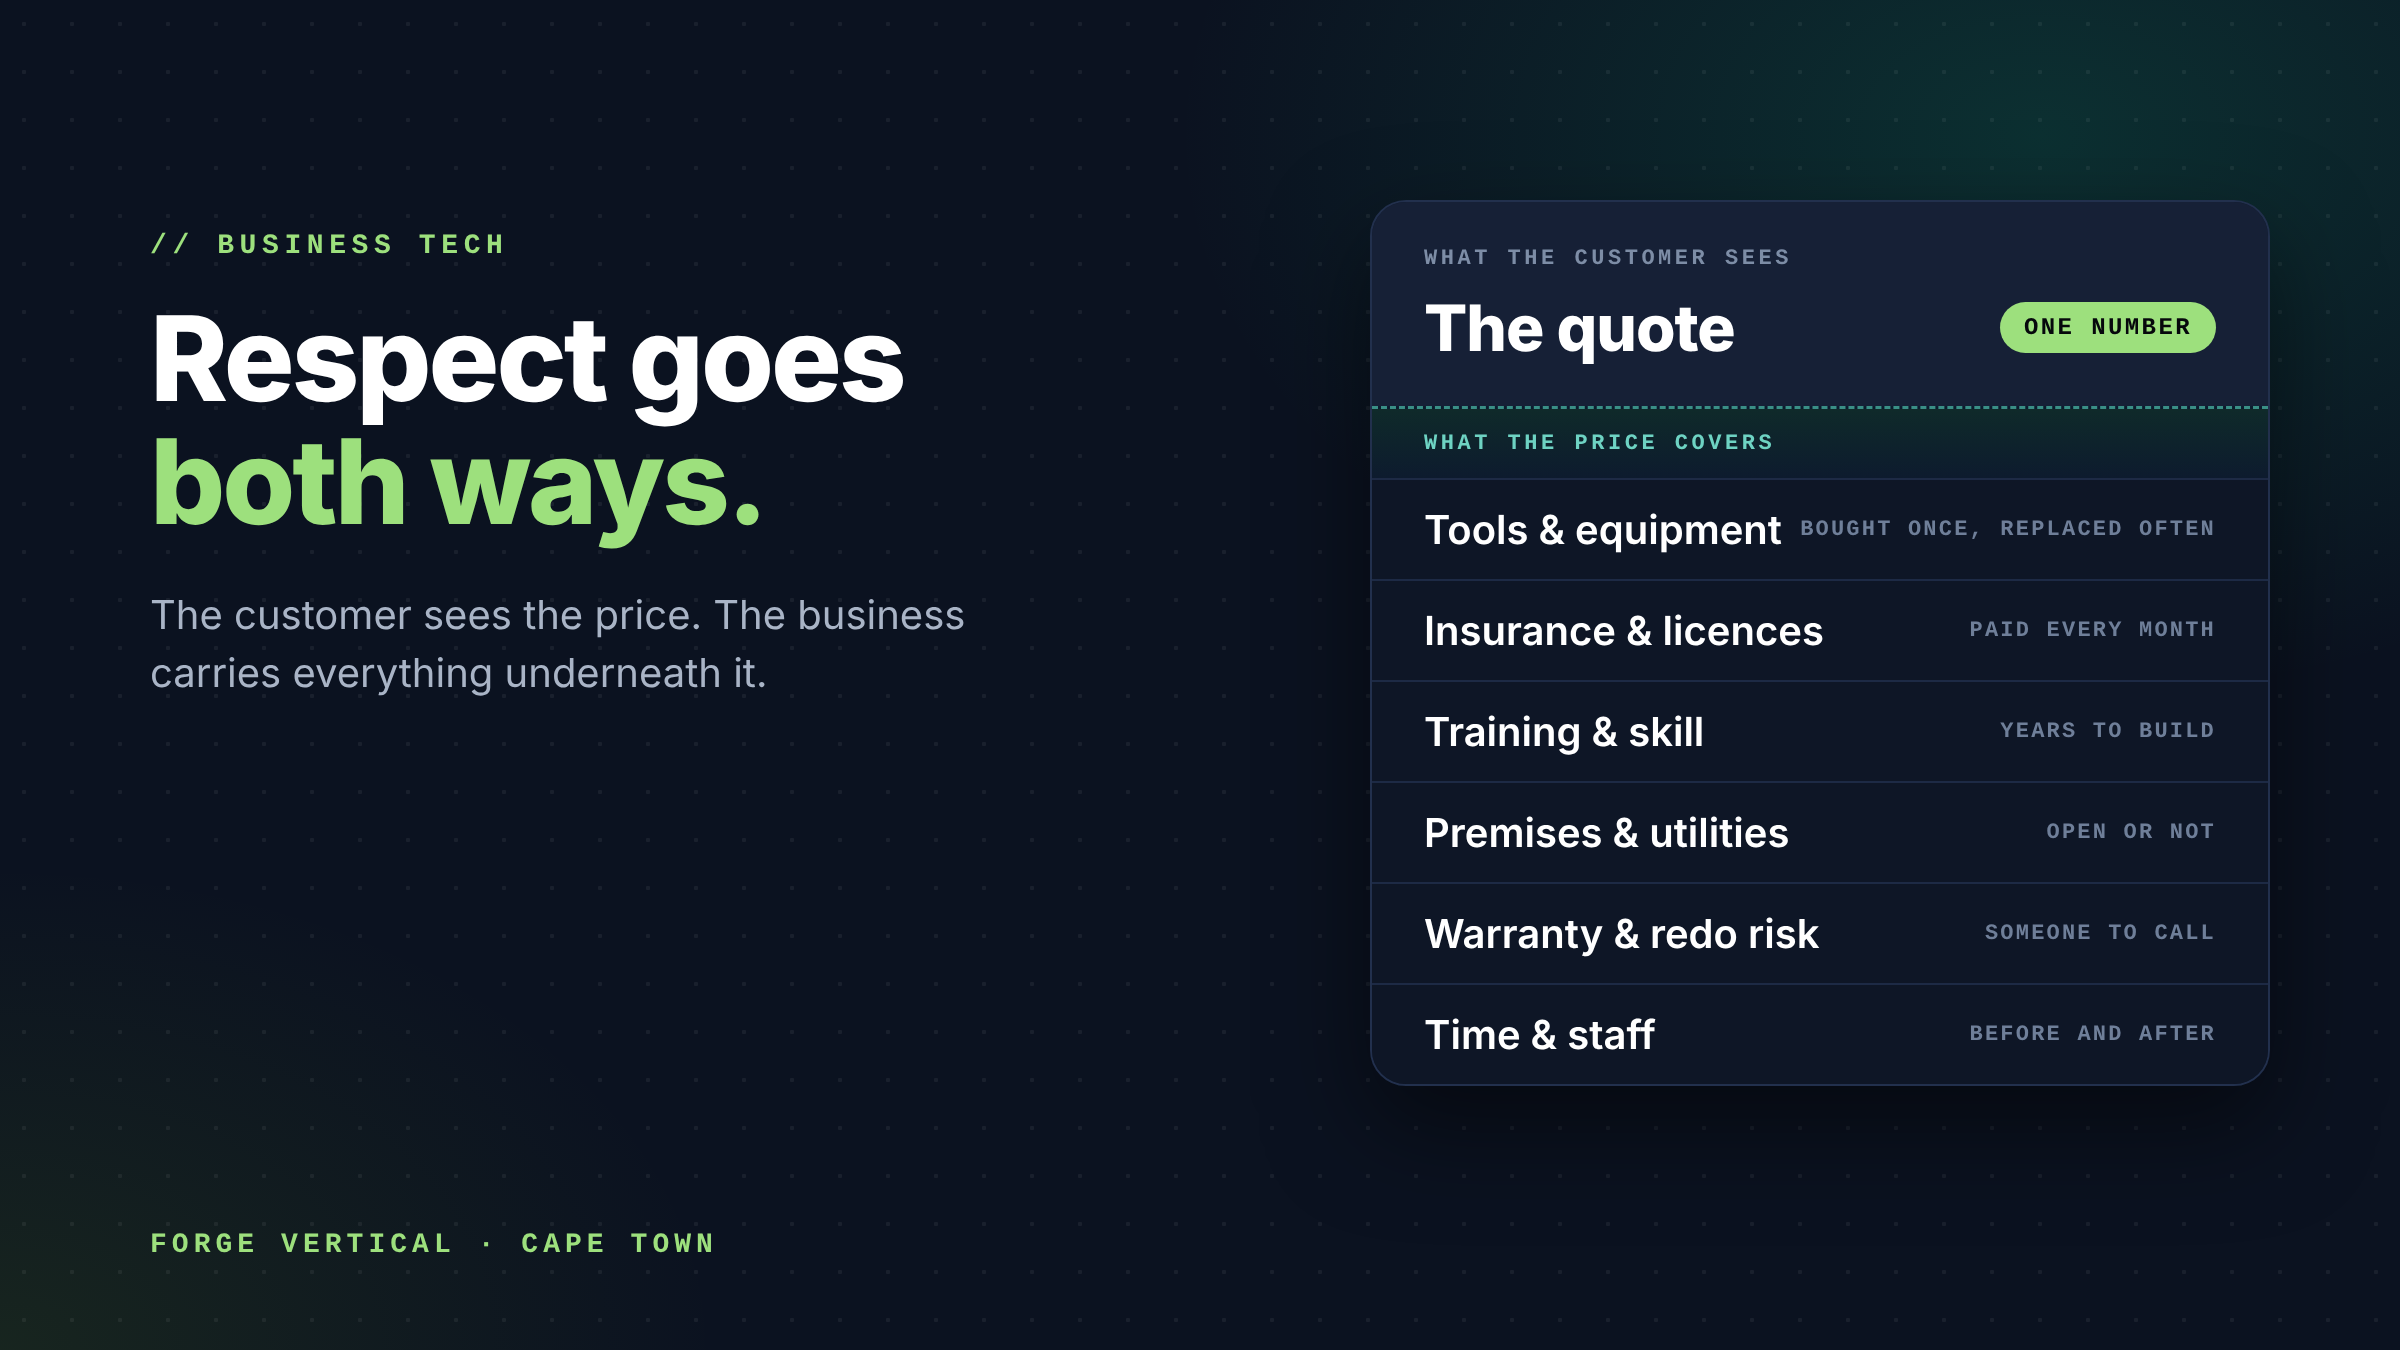 // BUSINESS TECH
Respect goes
both ways.
The customer sees the price. The business
carries everything underneath it.
FORGE VERTICAL · CAPE TOWN
WHAT THE CUSTOMER SEES
The quote
ONE NUMBER
WHAT THE PRICE COVERS
Tools & equipment BOUGHT ONCE, REPLACED OFTEN
Insurance & licences PAID EVERY MONTH
Training & skill YEARS TO BUILD
Premises & utilities OPEN OR NOT
Warranty & redo risk SOMEONE TO CALL
Time & staff BEFORE AND AFTER